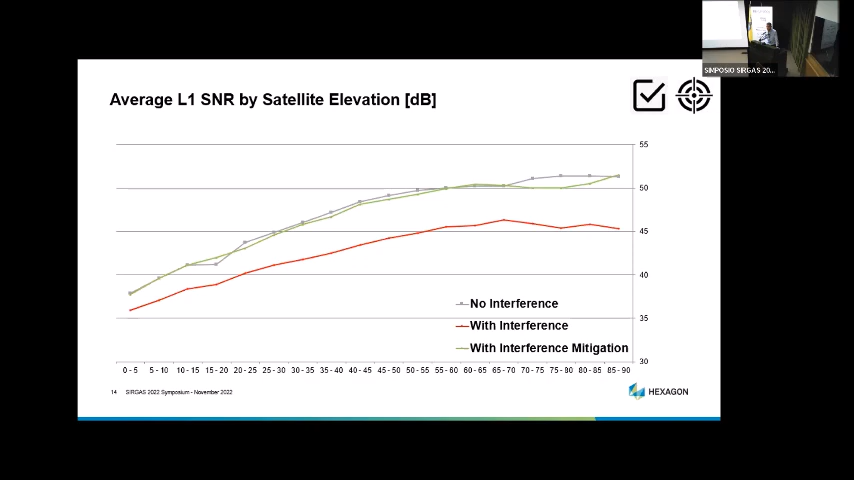 SIMPOSIO SIRGAS 20...
Average L1 SNR by Satellite Elevation [dB]
55
50
45
40
35
30
No Interference
With Interference
With Interference Mitigation
0 - 5 5 - 10 10 - 15 15 - 20 20 - 25 25 - 30 30 - 35 35 - 40 40 - 45 45 - 50 50 - 55 55 - 60 60 - 65 65 - 70 70 - 75 75 - 80 80 - 85 85 - 90
14 SIRGAS 2022 Symposium - November 2022
HEXAGON